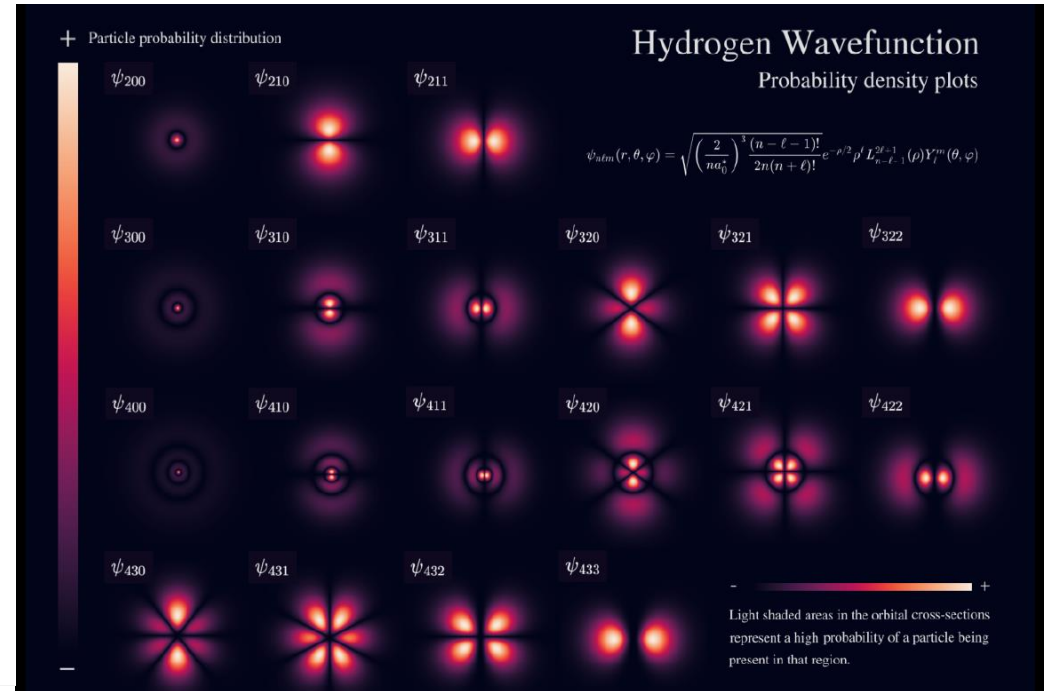 + Particle probability distribution
Hydrogen Wavefunction
Probability density plots
ψ₂₀₀ ψ₂₁₀ ψ₂₁₁
ψₙℓₘ(r, θ, φ) = √((2/(na₀*))³ (n − ℓ − 1)!/(2n(n + ℓ)!)) e^(−ρ/2) ρ^ℓ L_(n−ℓ−1)^(2ℓ+1)(ρ) Y_ℓ^m(θ, φ)
ψ₃₀₀ ψ₃₁₀ ψ₃₁₁ ψ₃₂₀ ψ₃₂₁ ψ₃₂₂
ψ₄₀₀ ψ₄₁₀ ψ₄₁₁ ψ₄₂₀ ψ₄₂₁ ψ₄₂₂
ψ₄₃₀ ψ₄₃₁ ψ₄₃₂ ψ₄₃₃
- +
Light shaded areas in the orbital cross-sections
represent a high probability of a particle being
present in that region.
−